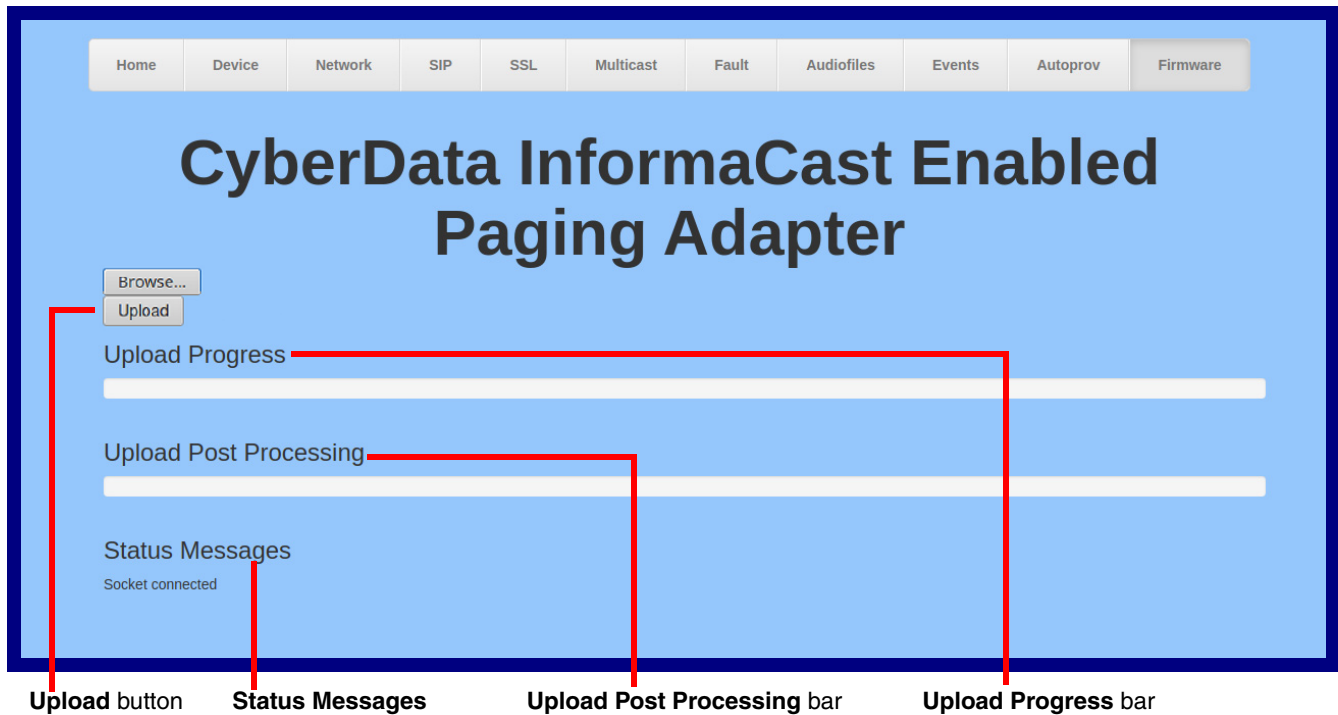 Home Device Network SIP SSL Multicast Fault Audiofiles Events Autoprov Firmware
CyberData InformaCast Enabled
Paging Adapter
Browse...
Upload
Upload Progress
Upload Post Processing
Status Messages
Socket connected
Upload button Status Messages Upload Post Processing bar Upload Progress bar